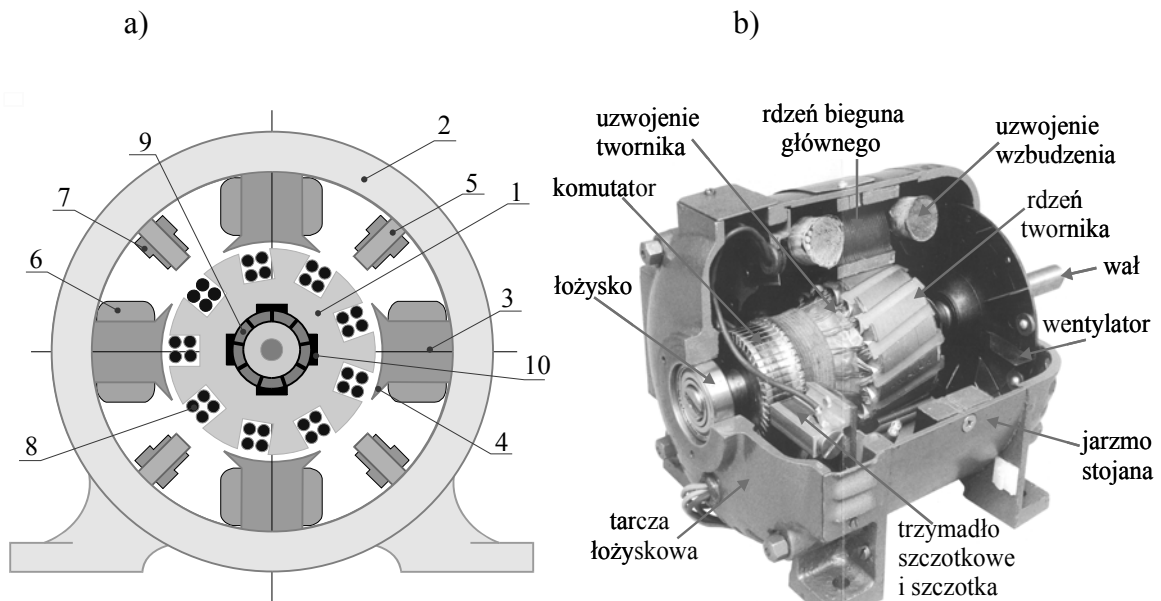 a)
b)
9
2
7
5
1
6
3
10
8
4
uzwojenie
twornika
rdzeń bieguna
głównego
uzwojenie
wzbudzenia
komutator
rdzeń
twornika
łożysko
wał
wentylator
jarzmo
stojana
tarcza
łożyskowa
trzymadło
szczotkowe
i szczotka